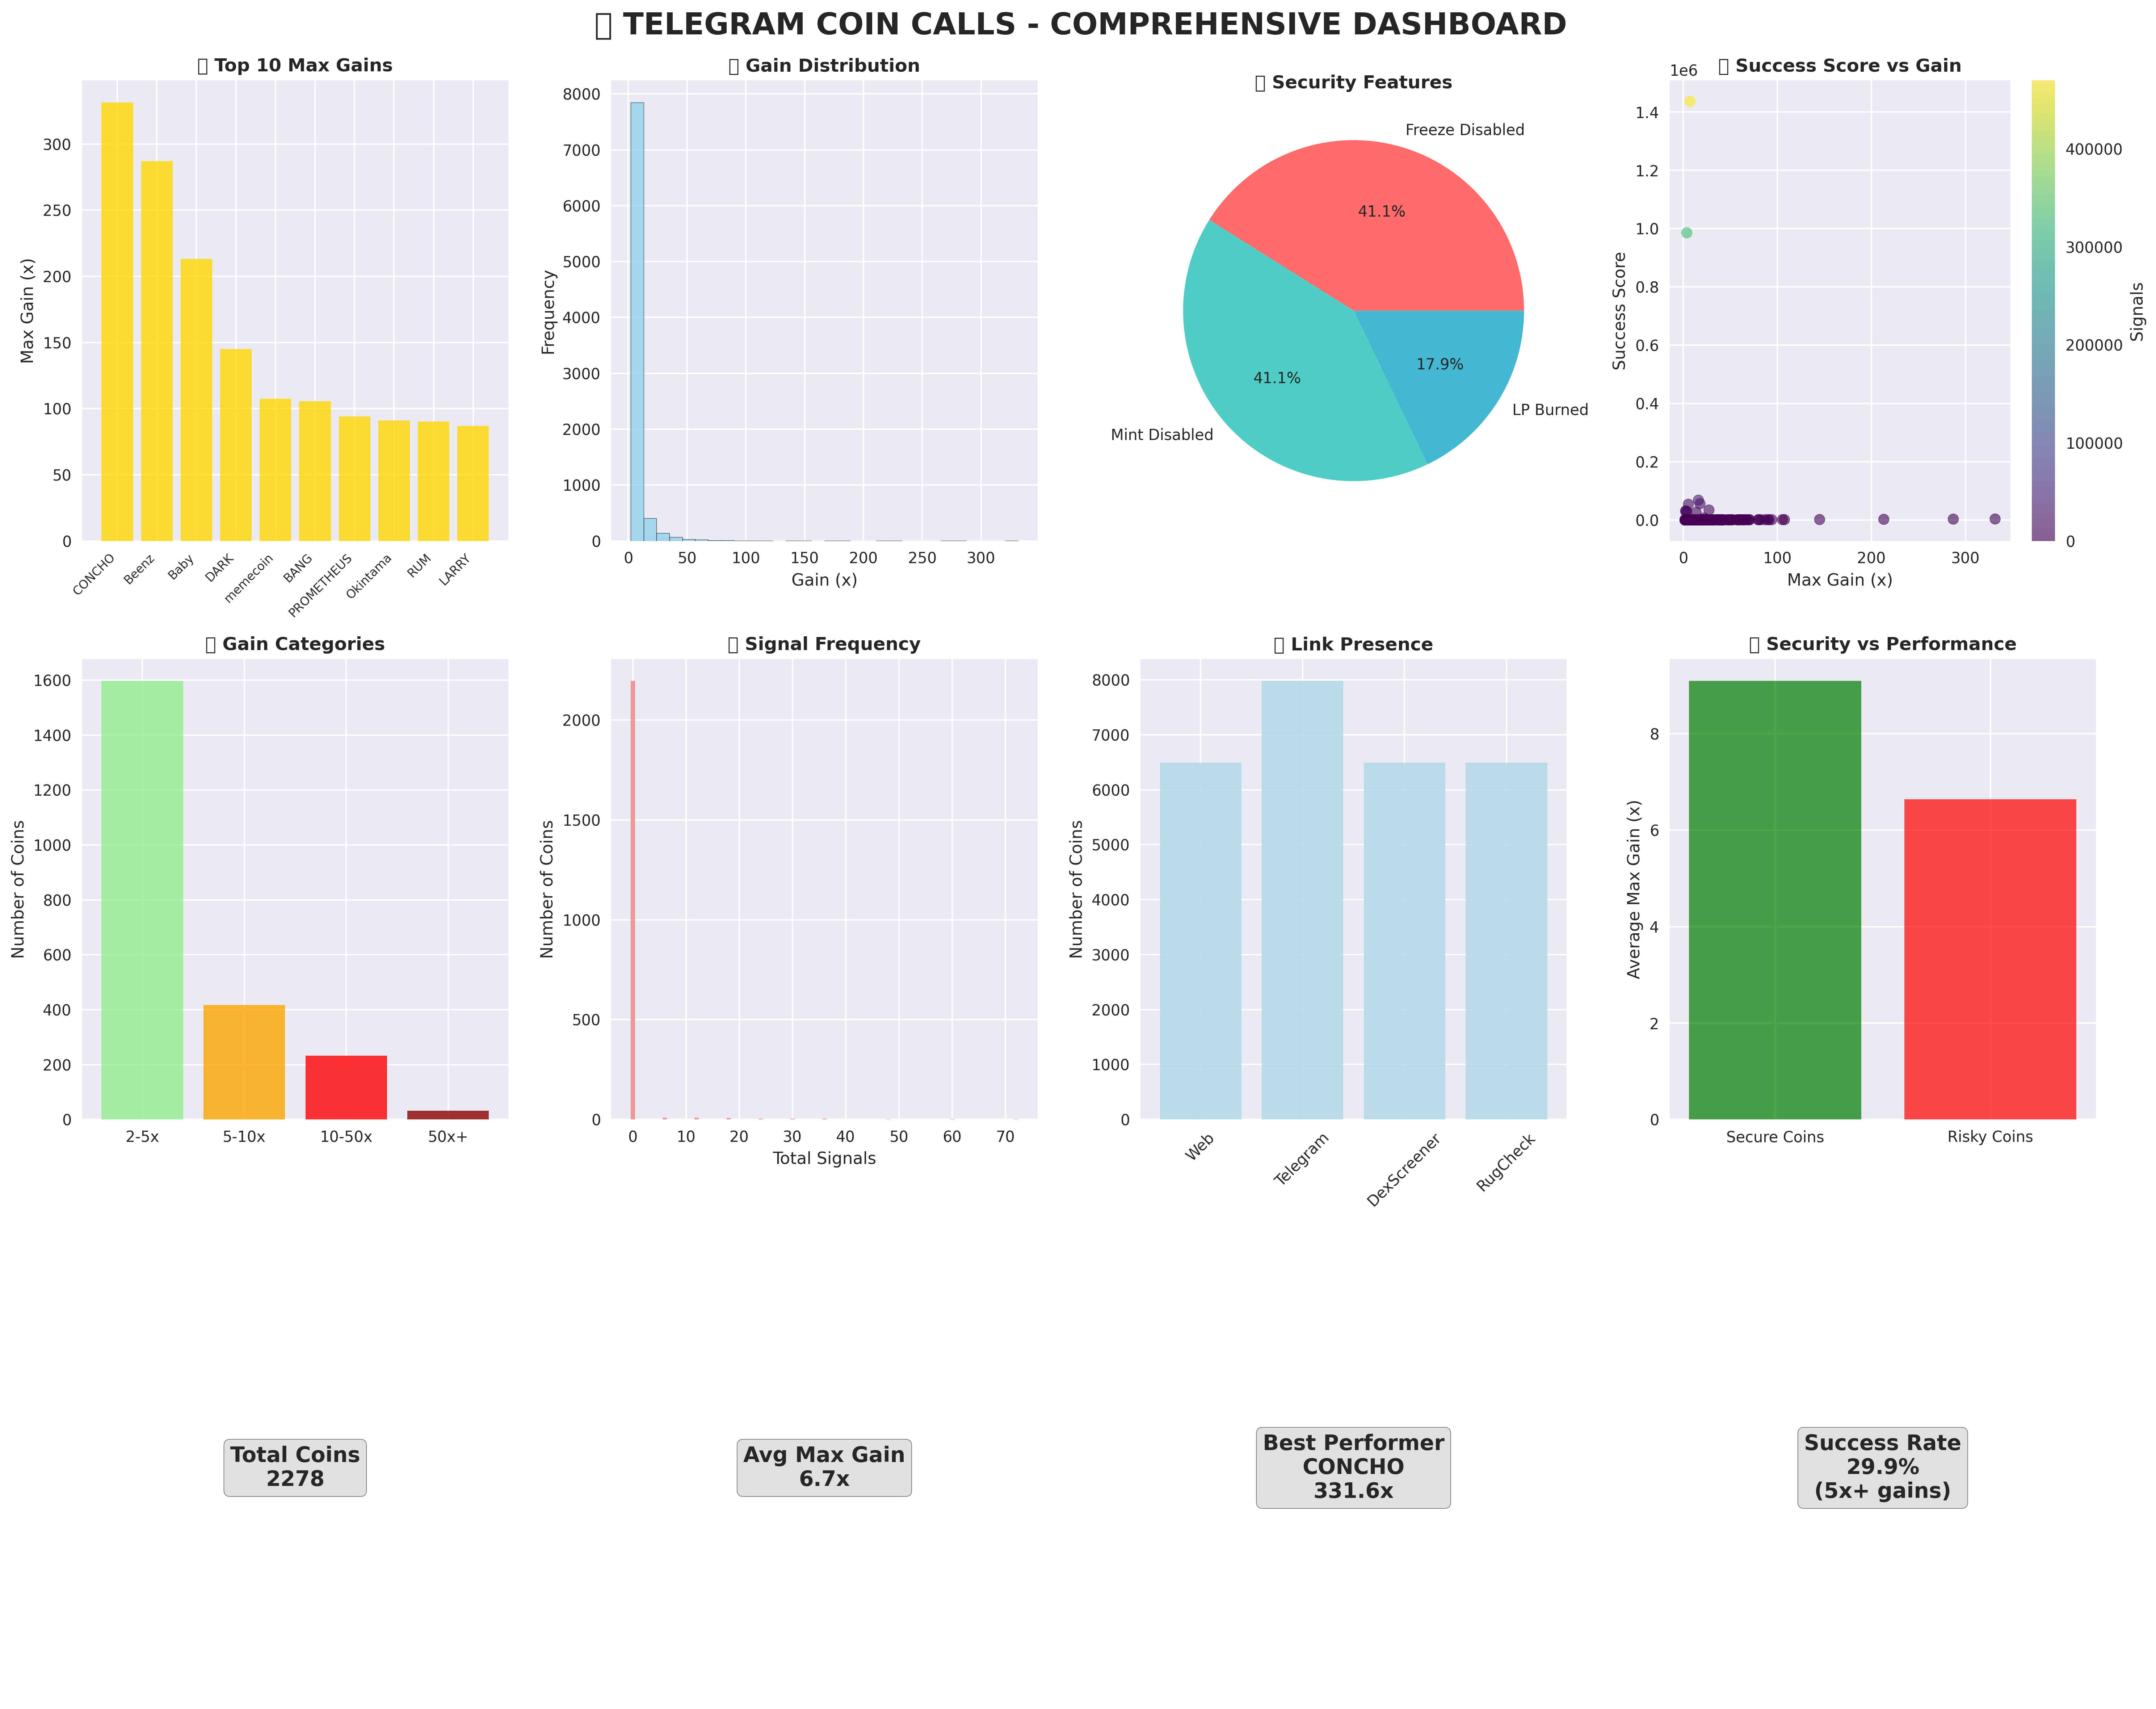 TELEGRAM COIN CALLS - COMPREHENSIVE DASHBOARD
Top 10 Max Gains
Max Gain (x)
300
250
200
150
100
50
0
CONCHO
Beenz
Baby
DARK
memecoin
BANG
PROMETHEUS
Okintama
RUM
LARRY
Gain Distribution
Frequency
8000
7000
6000
5000
4000
3000
2000
1000
0
0 50 100 150 200 250 300
Gain (x)
Security Features
Freeze Disabled
41.1%
41.1%
17.9%
Mint Disabled
LP Burned
Success Score vs Gain
1e6
Success Score
1.4
1.2
1.0
0.8
0.6
0.4
0.2
0.0
0 100 200 300
Max Gain (x)
400000
300000
200000
100000
0
Signals
Gain Categories
Number of Coins
1600
1400
1200
1000
800
600
400
200
0
2-5x 5-10x 10-50x 50x+
Signal Frequency
Number of Coins
2000
1500
1000
500
0
0 10 20 30 40 50 60 70
Total Signals
Link Presence
Number of Coins
8000
7000
6000
5000
4000
3000
2000
1000
0
Web
Telegram
DexScreener
RugCheck
Security vs Performance
Average Max Gain (x)
8
6
4
2
0
Secure Coins Risky Coins
Total Coins
2278
Avg Max Gain
6.7x
Best Performer
CONCHO
331.6x
Success Rate
29.9%
(5x+ gains)